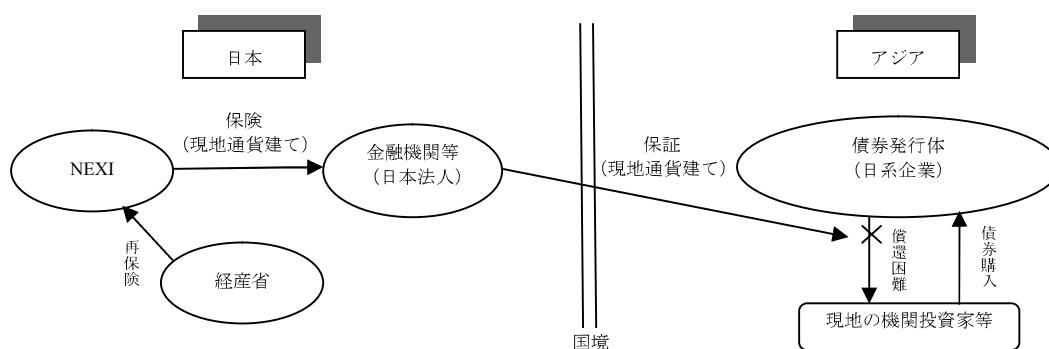 日本
アジア
保険
（現地通貨建て）
NEXI
金融機関等
（日本法人）
保証
（現地通貨建て）
債券発行体
（日系企業）
再保険
経産省
償還困難
債券購入
現地の機関投資家等
国境